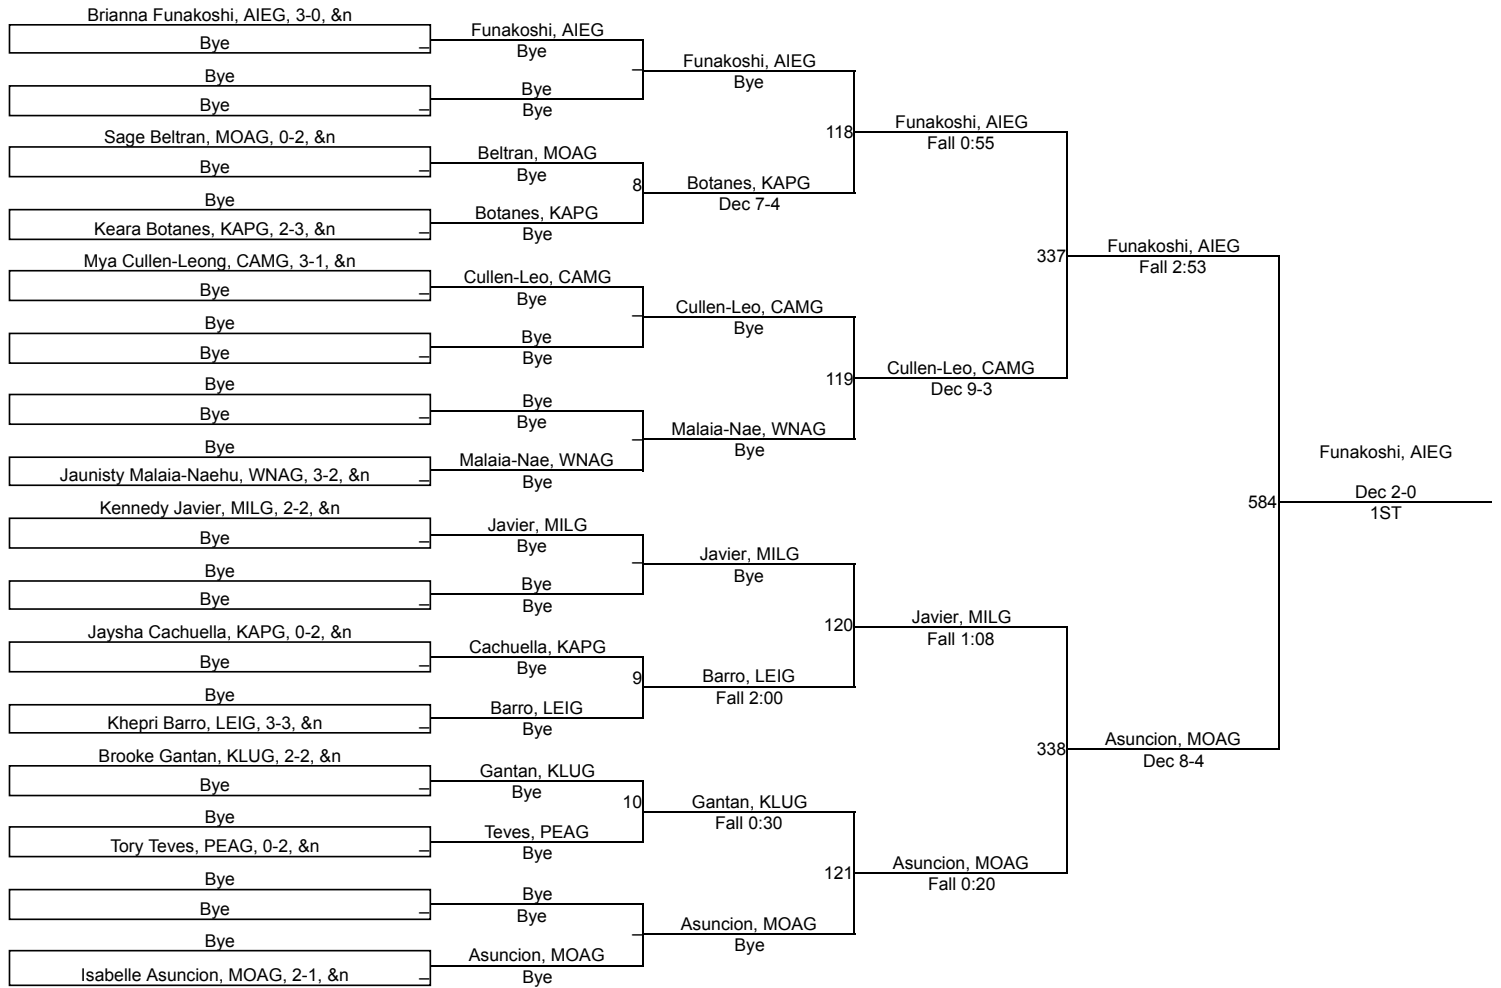 Brianna Funakoshi, AIEG, 3-0, &n
Bye
Bye
Bye
Sage Beltran, MOAG, 0-2, &n
Bye
Bye
Keara Botanes, KAPG, 2-3, &n
Mya Cullen-Leong, CAMG, 3-1, &n
Bye
Bye
Bye
Bye
Bye
Bye
Jaunisty Malaia-Naehu, WNAG, 3-2, &n
Kennedy Javier, MILG, 2-2, &n
Bye
Bye
Bye
Jaysha Cachuella, KAPG, 0-2, &n
Bye
Bye
Khepri Barro, LEIG, 3-3, &n
Brooke Gantan, KLUG, 2-2, &n
Bye
Bye
Tory Teves, PEAG, 0-2, &n
Bye
Bye
Bye
Isabelle Asuncion, MOAG, 2-1, &n
Funakoshi, AIEG
Bye
Bye
Bye
Beltran, MOAG
Bye
8
Botanes, KAPG
Bye
Cullen-Leo, CAMG
Bye
Bye
Bye
Bye
Bye
Malaia-Nae, WNAG
Bye
Javier, MILG
Bye
Bye
Bye
Cachuella, KAPG
Bye
9
Barro, LEIG
Bye
Gantan, KLUG
Bye
10
Teves, PEAG
Bye
Bye
Bye
Asuncion, MOAG
Bye
Funakoshi, AIEG
Bye
118
Botanes, KAPG
Dec 7-4
Cullen-Leo, CAMG
Bye
119
Malaia-Nae, WNAG
Bye
Javier, MILG
Bye
120
Barro, LEIG
Fall 2:00
Gantan, KLUG
Fall 0:30
121
Asuncion, MOAG
Bye
Funakoshi, AIEG
Fall 0:55
337
Cullen-Leo, CAMG
Dec 9-3
Javier, MILG
Fall 1:08
338
Asuncion, MOAG
Fall 0:20
Funakoshi, AIEG
Fall 2:53
584
Asuncion, MOAG
Dec 8-4
Funakoshi, AIEG
Dec 2-0
1ST